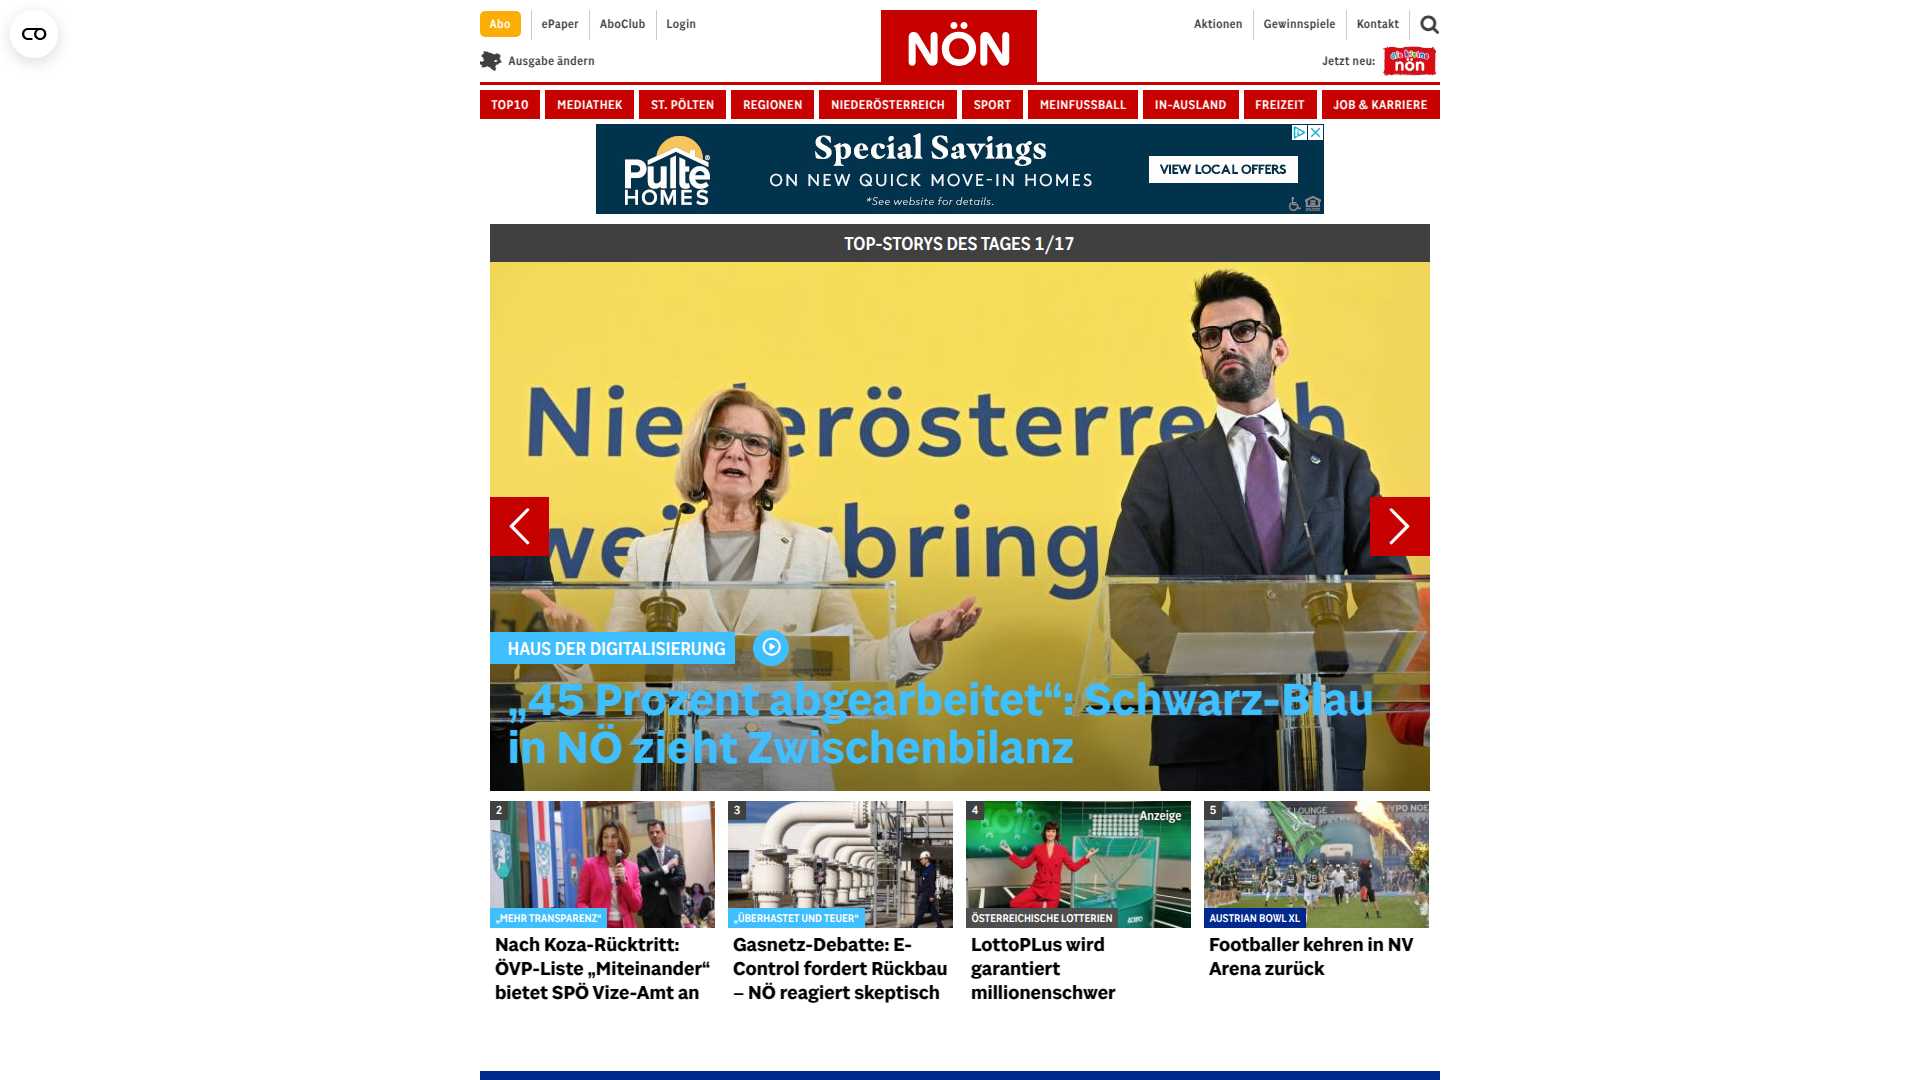 Abo
ePaper
AboClub
Login
NÖN
Aktionen
Gewinnspiele
Kontakt
Ausgabe ändern
Jetzt neu:
die kleine
nön
TOP10
MEDIATHEK
ST. PÖLTEN
REGIONEN
NIEDERÖSTERREICH
SPORT
MEINFUSSBALL
IN-AUSLAND
FREIZEIT
JOB & KARRIERE
Pulte
HOMES
Special Savings
ON NEW QUICK MOVE-IN HOMES
*See website for details.
VIEW LOCAL OFFERS
TOP-STORYS DES TAGES 1/17
HAUS DER DIGITALISIERUNG
„45 Prozent abgearbeitet“: Schwarz-Blau
in NÖ zieht Zwischenbilanz
2
„MEHR TRANSPARENZ“
Nach Koza-Rücktritt:
ÖVP-Liste „Miteinander“
bietet SPÖ Vize-Amt an
3
„ÜBERHASTET UND TEUER“
Gasnetz-Debatte: E-
Control fordert Rückbau
– NÖ reagiert skeptisch
4
Anzeige
ÖSTERREICHISCHE LOTTERIEN
LottoPLus wird
garantiert
millionenschwer
5
AUSTRIAN BOWL XL
Footballer kehren in NV
Arena zurück